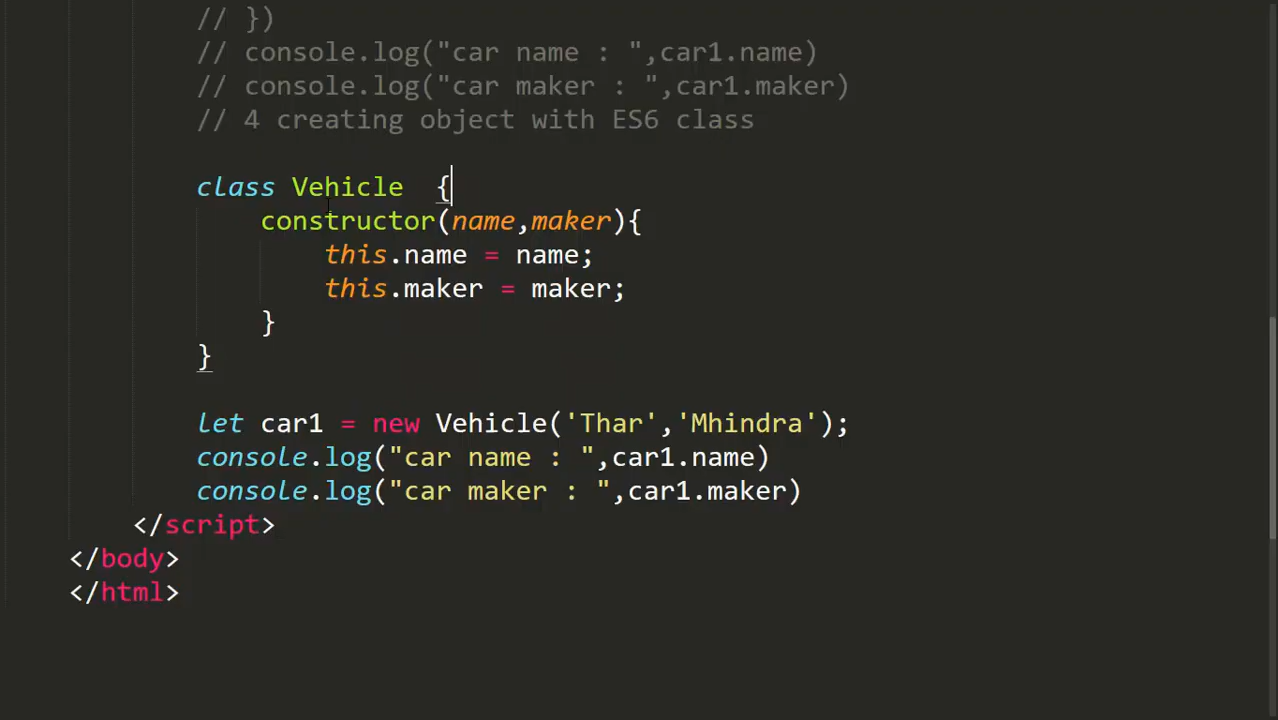 // })
// console.log("car name : ",car1.name)
// console.log("car maker : ",car1.maker)
// 4 creating object with ES6 class
class Vehicle  {
constructor(name,maker){
this.name = name;
this.maker = maker;
}
}
let car1 = new Vehicle('Thar','Mhindra');
console.log("car name : ",car1.name)
console.log("car maker : ",car1.maker)
</script>
</body>
</html>